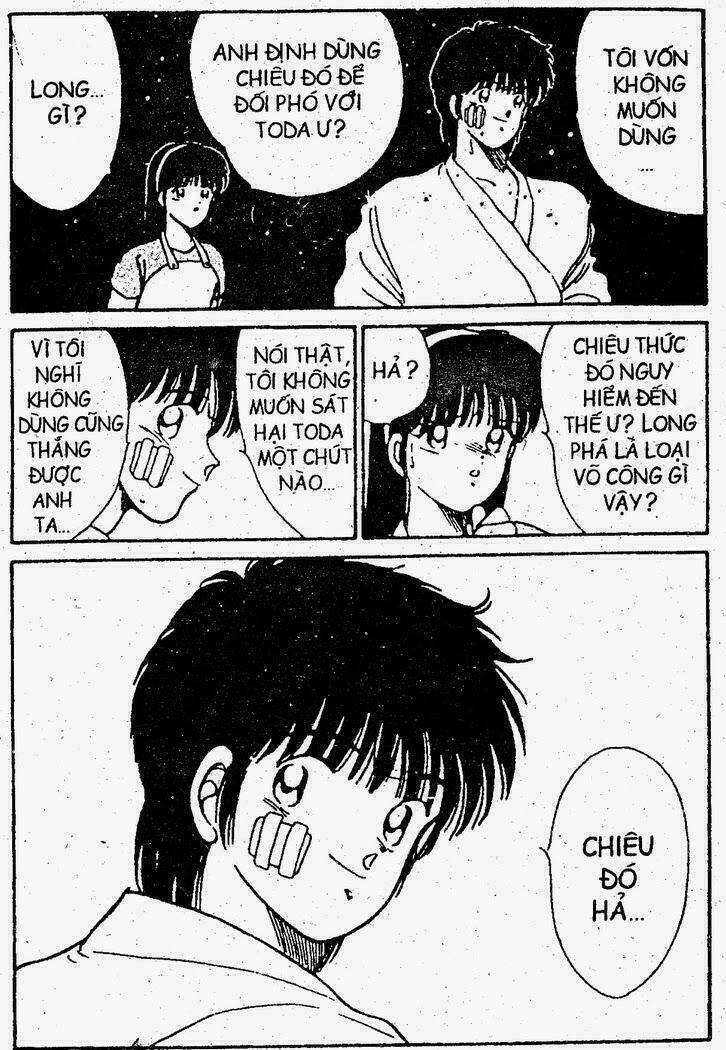 LONG...
GÌ?
ANH ĐỊNH DÙNG
CHIÊU ĐÓ ĐỂ
ĐỐI PHÓ VỚI
TODA Ư?
TÔI VỐN
KHÔNG
MUỐN
DÙNG
...
VÌ TÔI
NGHĨ
KHÔNG
DÙNG CŨNG
THẮNG
ĐƯỢC
ANH
TA...
NÓI THẬT,
TÔI KHÔNG
MUỐN SÁT
HẠI TODA
MỘT CHÚT
NÀO...
HẢ?
CHIÊU THỨC
ĐÓ NGUY
HIỂM ĐẾN
THẾ Ư? LONG
PHÁ LÀ LOẠI
VÕ CÔNG GÌ
VẬY?
CHIÊU
ĐÓ
HẢ...